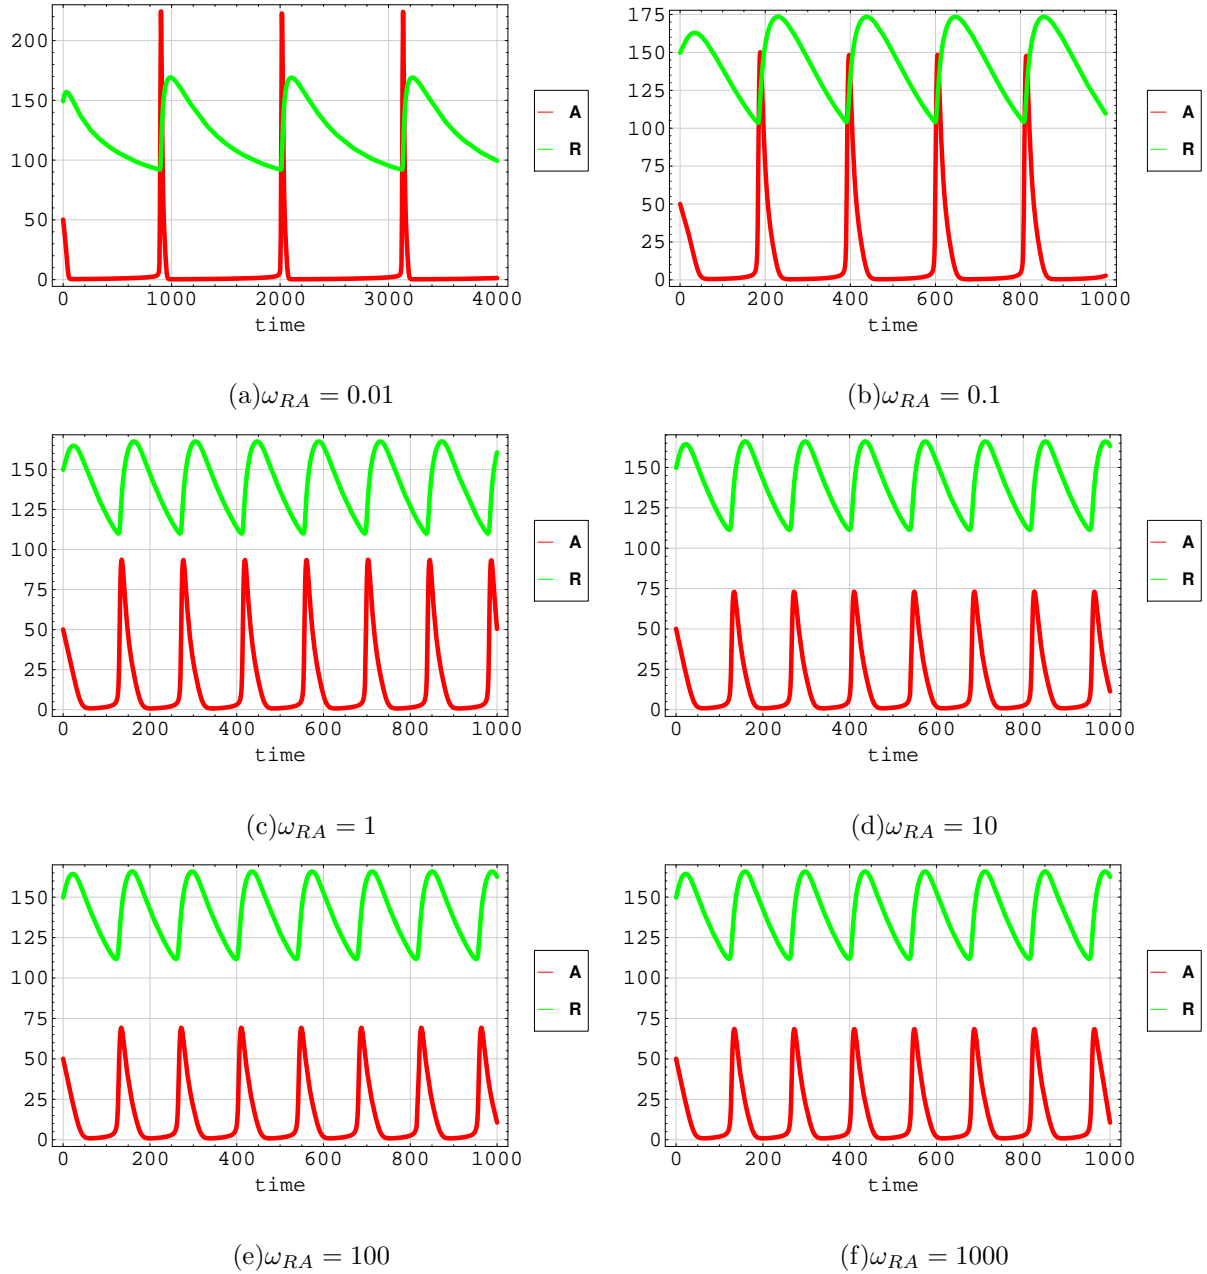 200
150
100
50
0
0 1000 2000 3000 4000
time
A
R
(a)ω_RA = 0.01
175
150
125
100
75
50
25
0
0 200 400 600 800 1000
time
A
R
(b)ω_RA = 0.1
150
125
100
75
50
25
0
0 200 400 600 800 1000
time
A
R
(c)ω_RA = 1
150
125
100
75
50
25
0
0 200 400 600 800 1000
time
A
R
(d)ω_RA = 10
150
125
100
75
50
25
0
0 200 400 600 800 1000
time
A
R
(e)ω_RA = 100
150
125
100
75
50
25
0
0 200 400 600 800 1000
time
A
R
(f)ω_RA = 1000